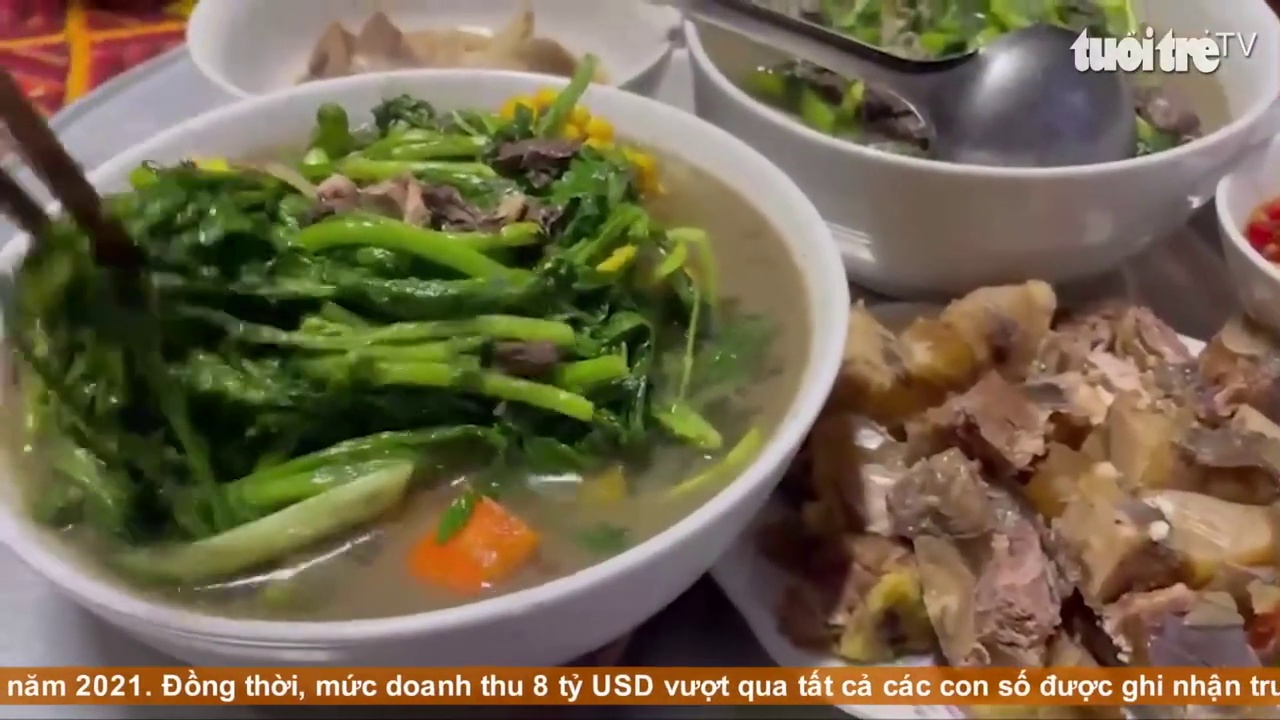 tuổi trẻ TV
năm 2021. Đồng thời, mức doanh thu 8 tỷ USD vượt qua tất cả các con số được ghi nhận